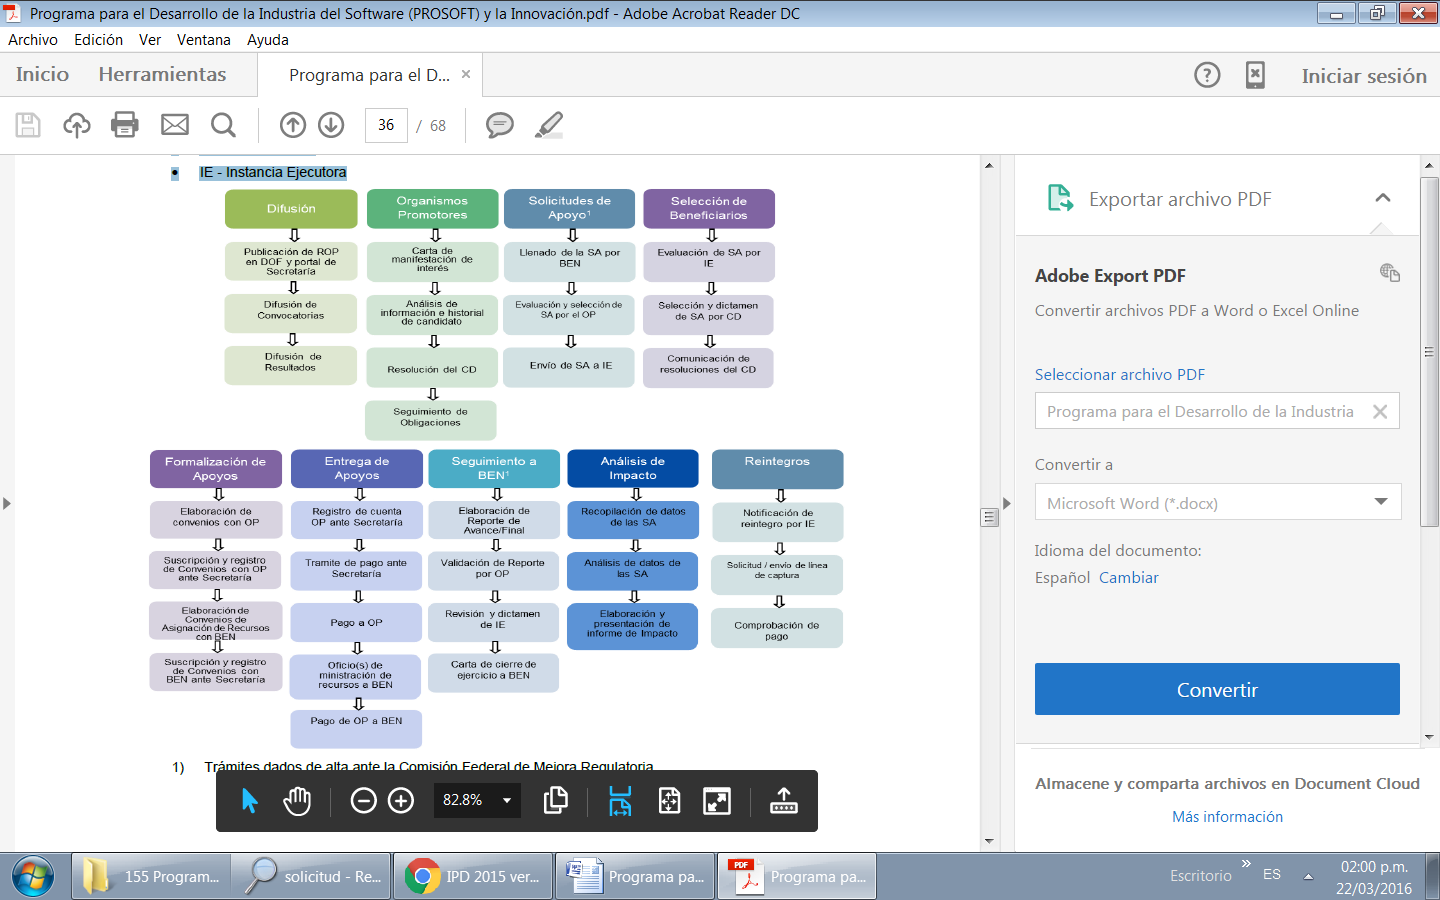 Programa para el Desarrollo de la Industria del Software (PROSOFT) y la Innovación.pdf - Adobe Acrobat Reader DC
Archivo Edición Ver Ventana Ayuda
Inicio Herramientas Programa para el D... × Iniciar sesión
36 / 68
• IE - Instancia Ejecutora
Difusión
Publicación de ROP
en DOF y portal de
Secretaría
Difusión de
Convocatorias
Difusión de
Resultados
Organismos
Promotores
Carta de
manifestación de
interés
Análisis de
información e historial
de candidato
Resolución del CD
Seguimiento de
Obligaciones
Solicitudes de
Apoyo¹
Llenado de la SA por
BEN
Evaluación y selección de
SA por el OP
Envío de SA a IE
Selección de
Beneficiarios
Evaluación de SA por
IE
Selección y dictamen
de SA por CD
Comunicación de
resoluciones del CD
Formalización de
Apoyos
Elaboración de
convenios con OP
Suscripción y registro
de Convenios con OP
ante Secretaría
Elaboración de
Convenios de
Asignación de Recursos
con BEN
Suscripción y registro
de Convenios con
BEN ante Secretaría
Entrega de
Apoyos
Registro de cuenta
OP ante Secretaría
Tramite de pago ante
Secretaría
Pago a OP
Oficio(s) de
ministración de
recursos a BEN
Pago de OP a BEN
Seguimiento a
BEN¹
Elaboración de
Reporte de
Avance/Final
Validación de Reporte
por OP
Revisión y dictamen
de IE
Carta de cierre de
ejercicio a BEN
Análisis de
Impacto
Recopilación de datos
de las SA
Análisis de datos de
las SA
Elaboración y
presentación de
informe de Impacto
Reintegros
Notificación de
reintegro por IE
Solicitud / envío de línea
de captura
Comprobación de
pago
1) Trámites dados de alta ante la Comisión Federal de Mejora Regulatoria
82.8%
Exportar archivo PDF
Adobe Export PDF
Convertir archivos PDF a Word o Excel Online
Seleccionar archivo PDF
Programa para el Desarrollo de la Industria
Convertir a
Microsoft Word (*.docx)
Idioma del documento:
Español Cambiar
Convertir
Almacene y comparta archivos en Document Cloud
Más información
155 Program... solicitud - Re... IPD 2015 ver... Programa pa... PDF Programa pa... Escritorio » ES 02:00 p.m.
22/03/2016